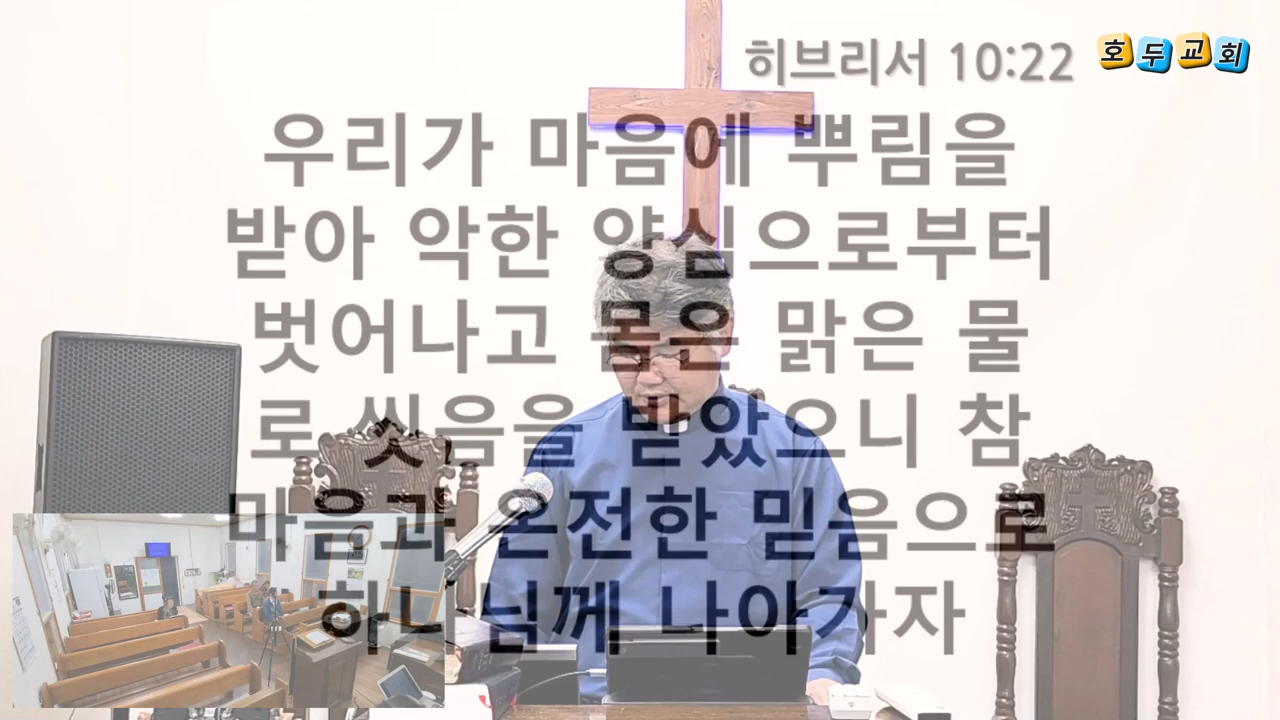 히브리서 10:22
호두교회
우리가 마음에 뿌림을
받아 악한 양심으로부터
벗어나고 몸은 맑은 물
로 씻음을 받았으니 참
마음과 온전한 믿음으로
하나님께 나아가자